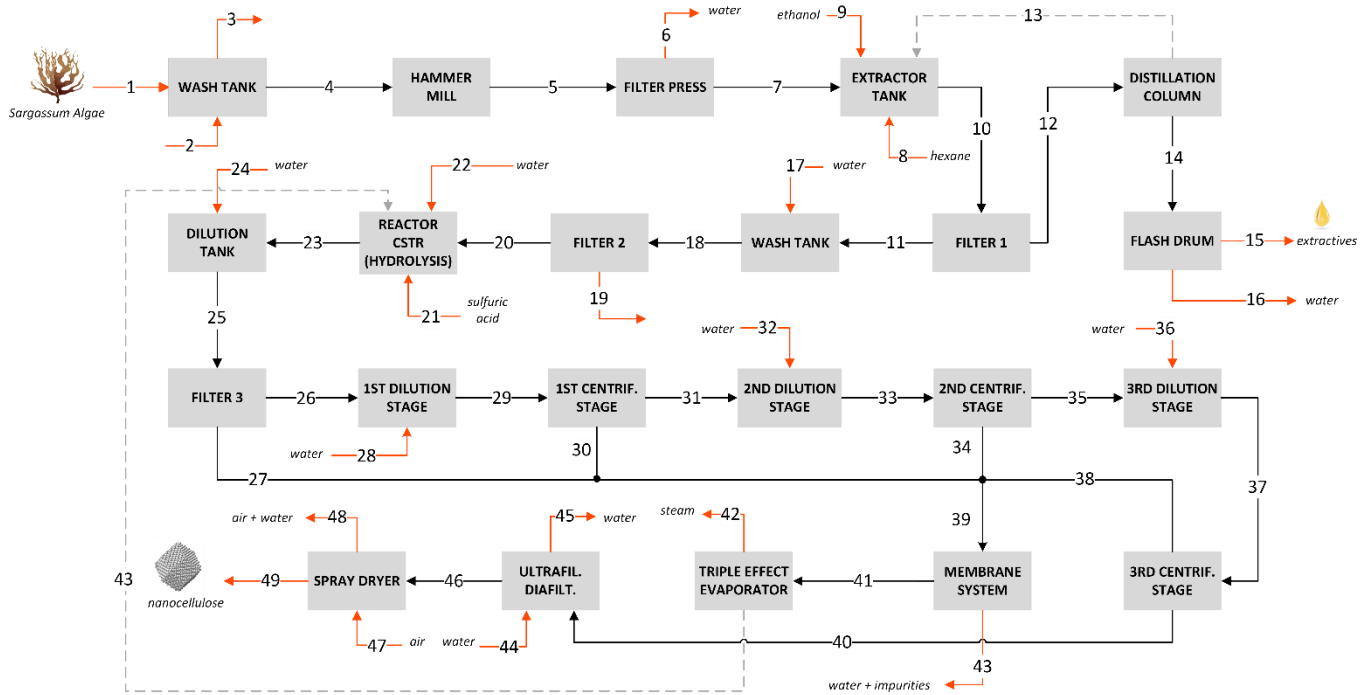 3
water
6
ethanol
9
13
1
WASH TANK
4
HAMMER
MILL
5
FILTER PRESS
7
EXTRACTOR
TANK
DISTILLATION
COLUMN
Sargossum Algae
2
10
12
8
hexane
14
24
water
22
water
17
water
DILUTION
TANK
23
REACTOR
CSTR
(HYDROLYSIS)
20
FILTER 2
18
WASH TANK
11
FILTER 1
FLASH DRUM
15
extractives
16
water
21
sulfuric
acid
19
25
water
32
water
36
FILTER 3
26
1ST DILUTION
STAGE
29
1ST CENTRIF.
STAGE
31
2ND DILUTION
STAGE
33
2ND CENTRIF.
STAGE
35
3RD DILUTION
STAGE
water
28
30
34
27
38
37
air + water
48
45
water
steam
42
39
43
nanocellulose
49
SPRAY DRYER
46
ULTRAFIL.
DIAFILT.
TRIPLE EFFECT
EVAPORATOR
41
MEMBRANE
SYSTEM
3RD CENTRIF.
STAGE
47
air
water
44
40
43
water + impurities